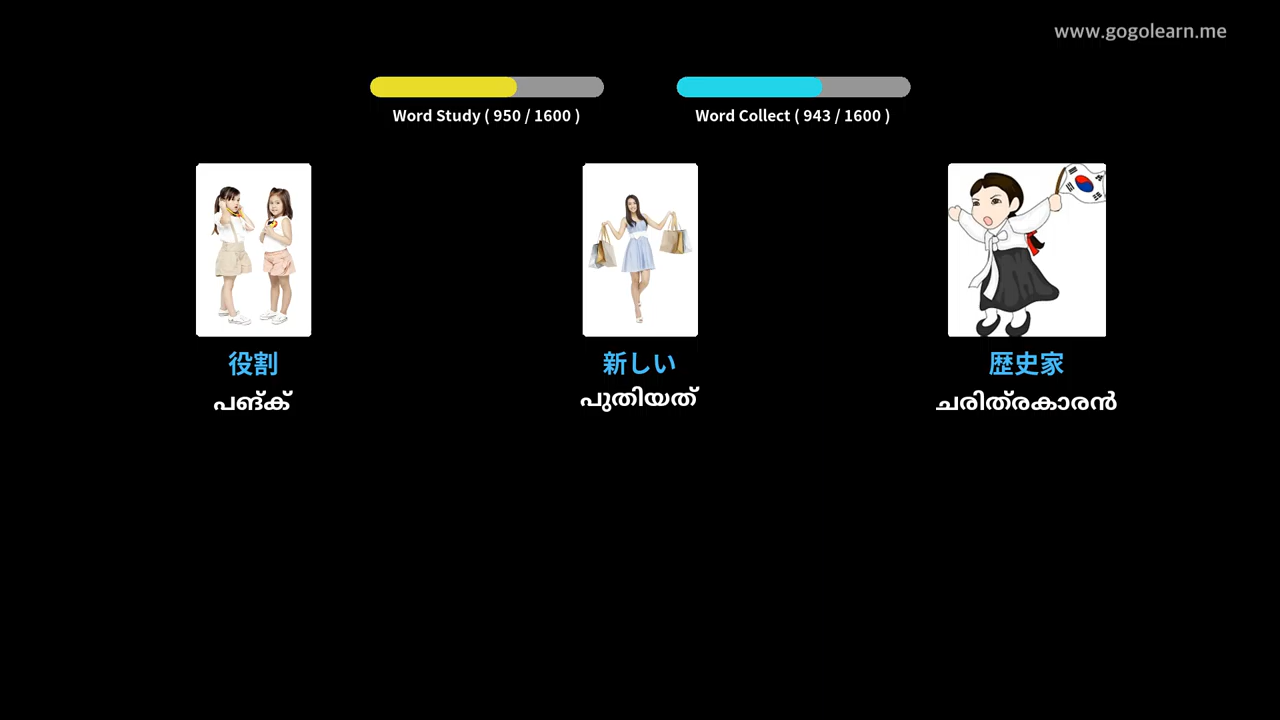 www.gogolearn.me
Word Study ( 950 / 1600 )
Word Collect ( 943 / 1600 )
役割
പങ്ക്
新しい
പുതിയത്
歴史家
ചരിത്രകാരൻ